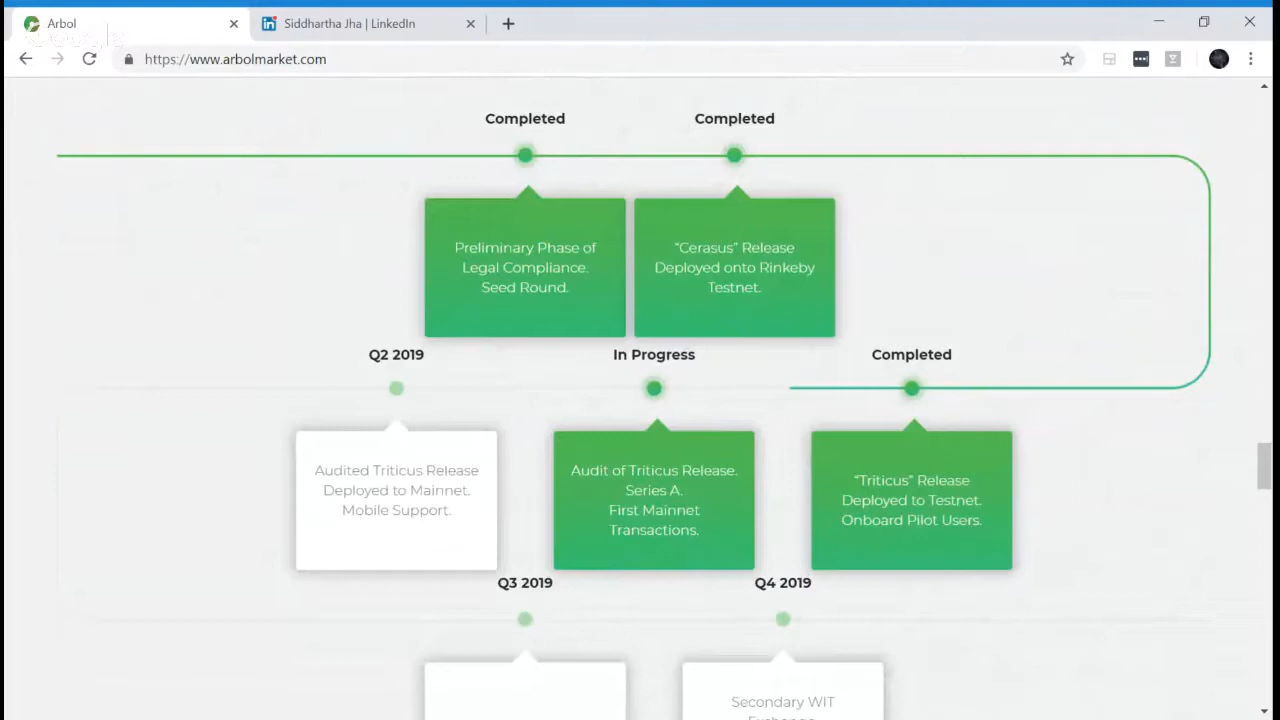 Arbol
Siddhartha Jha | LinkedIn
https://www.arbolmarket.com
Completed
Completed
Preliminary Phase of
Legal Compliance.
Seed Round.
“Cerasus” Release
Deployed onto Rinkeby
Testnet.
Q2 2019
In Progress
Completed
Audited Triticus Release
Deployed to Mainnet.
Mobile Support.
Audit of Triticus Release.
Series A.
First Mainnet
Transactions.
“Triticus” Release
Deployed to Testnet.
Onboard Pilot Users.
Q3 2019
Q4 2019
Secondary WIT
Exchange